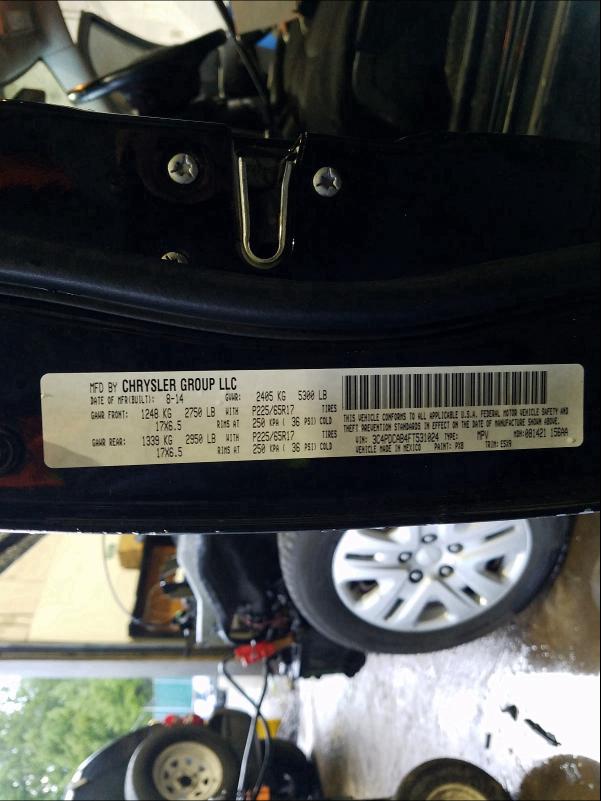 MFD BY CHRYSLER GROUP LLC
DATE OF MFR(BUILT): 8-14 GVWR: 2405 KG 5300 LB
GAWR FRONT: 1248 KG 2750 LB WITH P225/65R17 TIRES
17X6.5 RIMS AT 250 KPA ( 36 PSI) COLD
GAWR REAR: 1339 KG 2950 LB WITH P225/65R17 TIRES
17X6.5 RIMS AT 250 KPA ( 36 PSI) COLD
THIS VEHICLE CONFORMS TO ALL APPLICABLE U.S.A. FEDERAL MOTOR VEHICLE SAFETY AND
THEFT PREVENTION STANDARDS IN EFFECT ON THE DATE OF MANUFACTURE SHOWN ABOVE.
VIN: 3C4PDCAB4FT531024 TYPE: MPV MDH:081421 156AA
VEHICLE MADE IN MEXICO PAINT: PX8 TRIM: E5X9